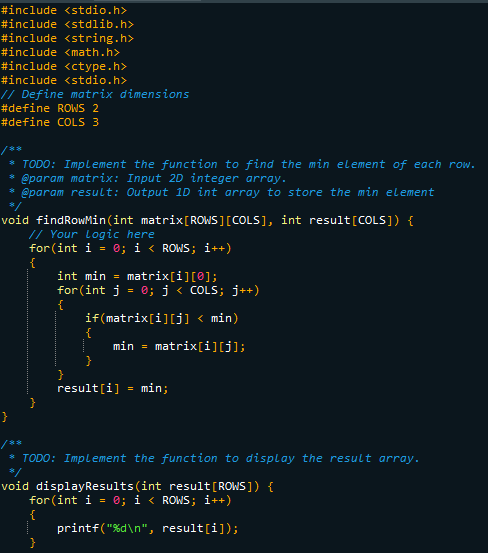 #include <stdio.h>
#include <stdlib.h>
#include <string.h>
#include <math.h>
#include <ctype.h>
#include <stdio.h>
// Define matrix dimensions
#define ROWS 2
#define COLS 3

/**
 * TODO: Implement the function to find the min element of each row.
 * @param matrix: Input 2D integer array.
 * @param result: Output 1D int array to store the min element
 */
void findRowMin(int matrix[ROWS][COLS], int result[COLS]) {
    // Your logic here
    for(int i = 0; i < ROWS; i++)
    {
        int min = matrix[i][0];
        for(int j = 0; j < COLS; j++)
        {
            if(matrix[i][j] < min)
            {
                min = matrix[i][j];
            }
        }
        result[i] = min;
    }
}

/**
 * TODO: Implement the function to display the result array.
 */
void displayResults(int result[ROWS]) {
    for(int i = 0; i < ROWS; i++)
    {
        printf("%d\n", result[i]);
    }